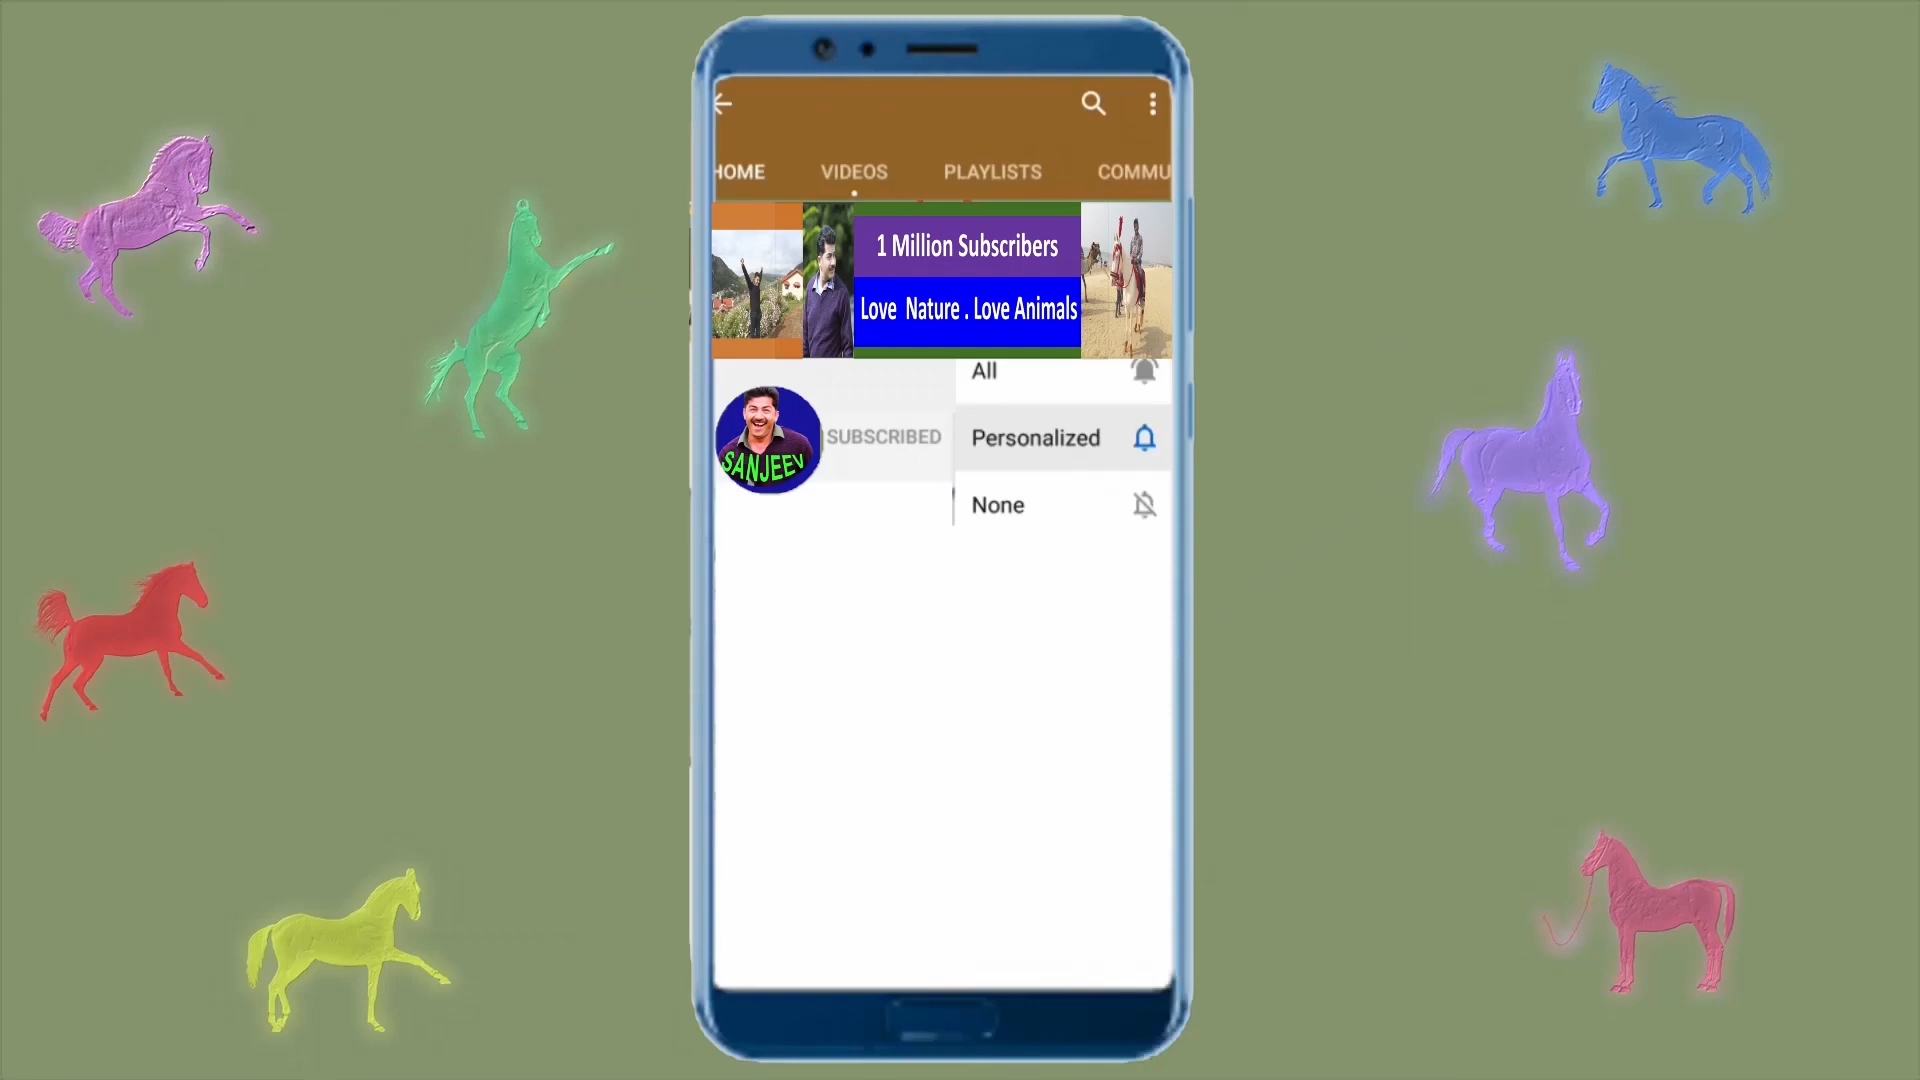 HOME VIDEOS PLAYLISTS COMMU
1 Million Subscribers
Love Nature . Love Animals
All
SANJEEV
SUBSCRIBED
Personalized
None